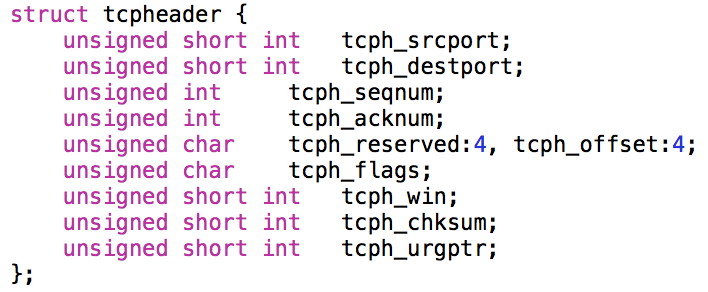 struct tcpheader {
    unsigned short int   tcph_srcport;
    unsigned short int   tcph_destport;
    unsigned int     tcph_seqnum;
    unsigned int     tcph_acknum;
    unsigned char    tcph_reserved:4, tcph_offset:4;
    unsigned char    tcph_flags;
    unsigned short int   tcph_win;
    unsigned short int   tcph_chksum;
    unsigned short int   tcph_urgptr;
};